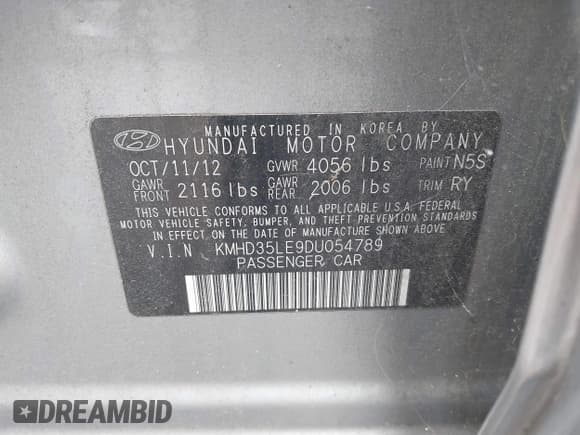 MANUFACTURED IN KOREA BY
HYUNDAI MOTOR COMPANY
OCT/11/12 GVWR 4056 lbs PAINT N5S
GAWR FRONT 2116 lbs GAWR REAR 2006 lbs TRIM RY
THIS VEHICLE CONFORMS TO ALL APPLICABLE U.S.A. FEDERAL
MOTOR VEHICLE SAFETY, BUMPER, AND THEFT PREVENTION STANDARDS
IN EFFECT ON THE DATE OF MANUFACTURE SHOWN ABOVE.
V.I.N KMHD35LE9DU054789
PASSENGER CAR
DREAMBID